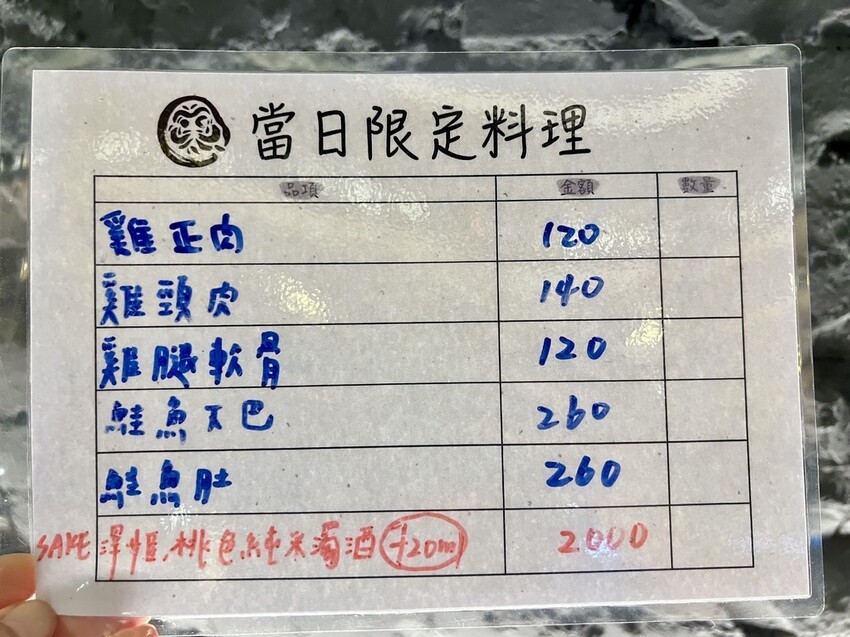 當日限定料理
品項 金額 數量
雞正肉 120
雞頸皮 140
雞腿軟骨 120
鮭魚下巴 260
鮭魚肚 260
SAKE 澤姬.桃色純米濁酒 720ml 2000